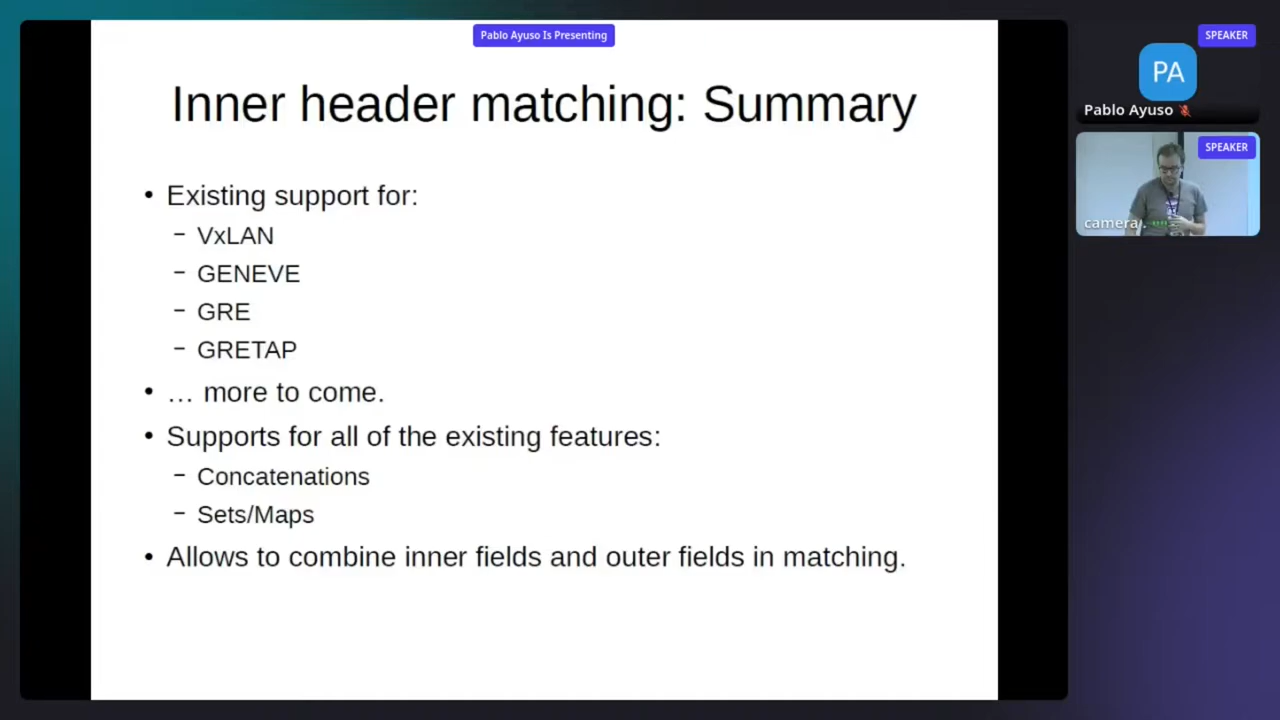 Pablo Ayuso Is Presenting
Inner header matching: Summary
• Existing support for:
– VxLAN
– GENEVE
– GRE
– GRETAP
• … more to come.
• Supports for all of the existing features:
– Concatenations
– Sets/Maps
• Allows to combine inner fields and outer fields in matching.
SPEAKER
PA
Pablo Ayuso
SPEAKER
camera .